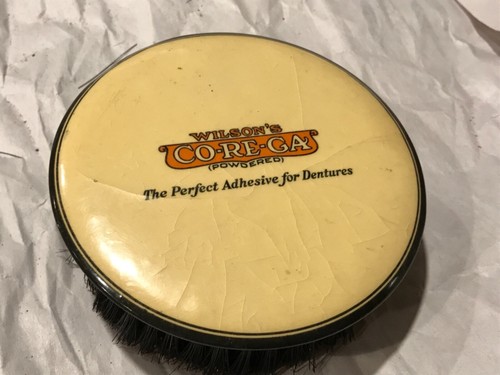 WILSON'S
CO-RE-GA
(POWDERED)
The Perfect Adhesive for Dentures